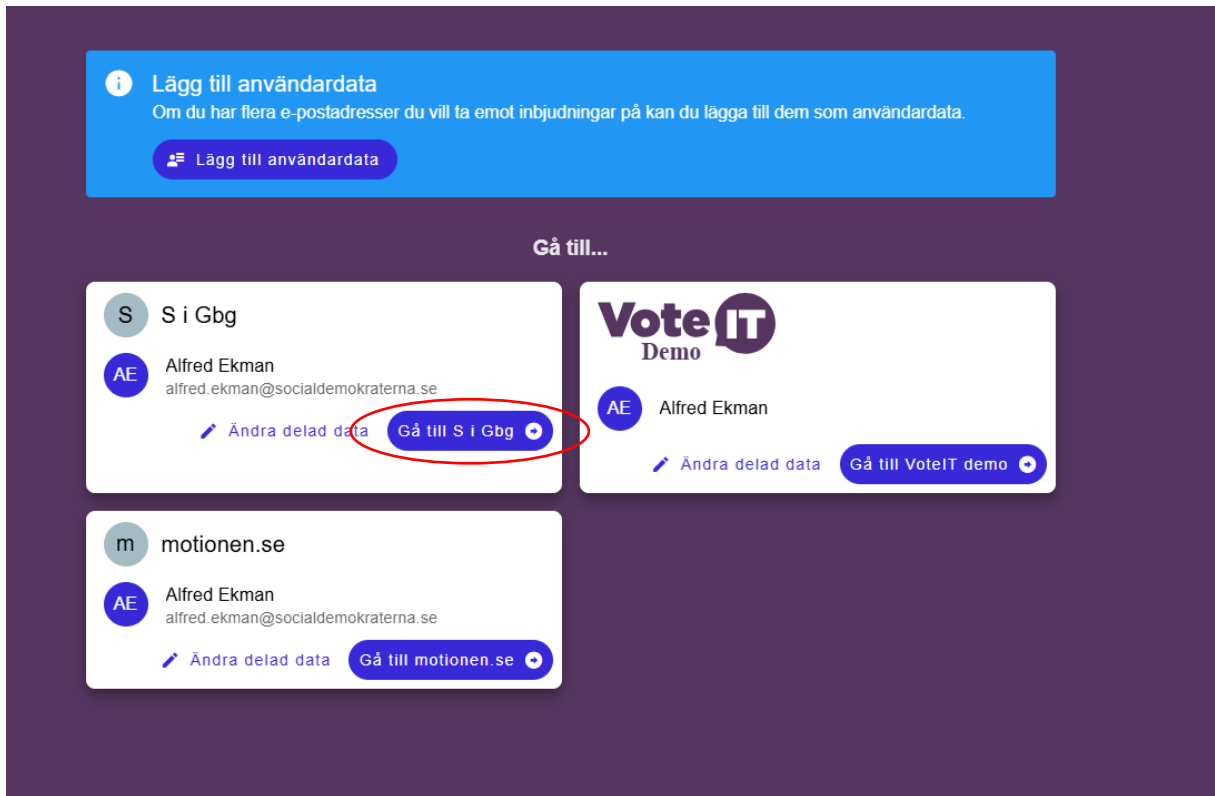 Lägg till användardata
Om du har flera e-postadresser du vill ta emot inbjudningar på kan du lägga till dem som användardata.
Lägg till användardata
Gå till...
S S i Gbg
AE Alfred Ekman
alfred.ekman@socialdemokraterna.se
Ändra delad data Gå till S i Gbg
VoteIT
Demo
AE Alfred Ekman
Ändra delad data Gå till VoteIT demo
m motionen.se
AE Alfred Ekman
alfred.ekman@socialdemokraterna.se
Ändra delad data Gå till motionen.se